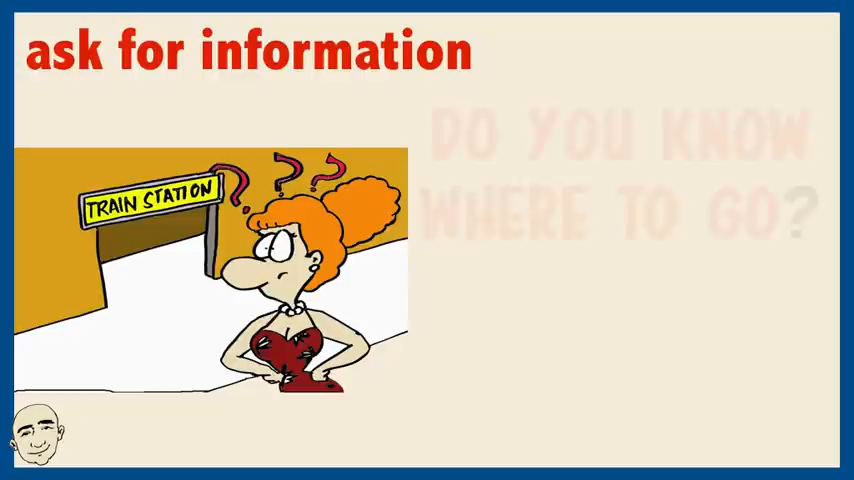 ask for information
DO YOU KNOW
WHERE TO GO?
? ? ?
TRAIN STATION